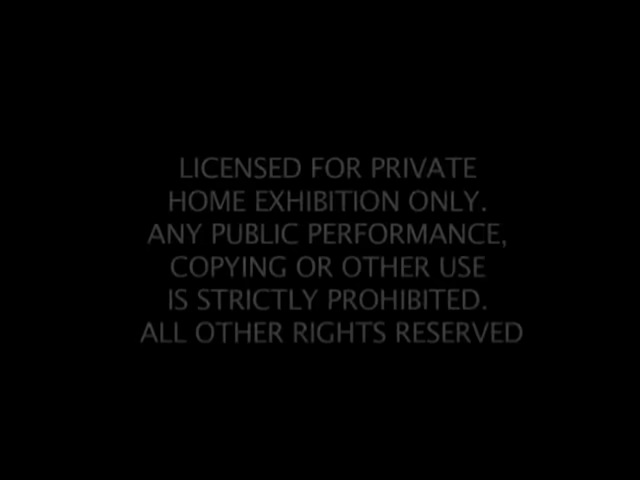 LICENSED FOR PRIVATE
HOME EXHIBITION ONLY.
ANY PUBLIC PERFORMANCE,
COPYING OR OTHER USE
IS STRICTLY PROHIBITED.
ALL OTHER RIGHTS RESERVED